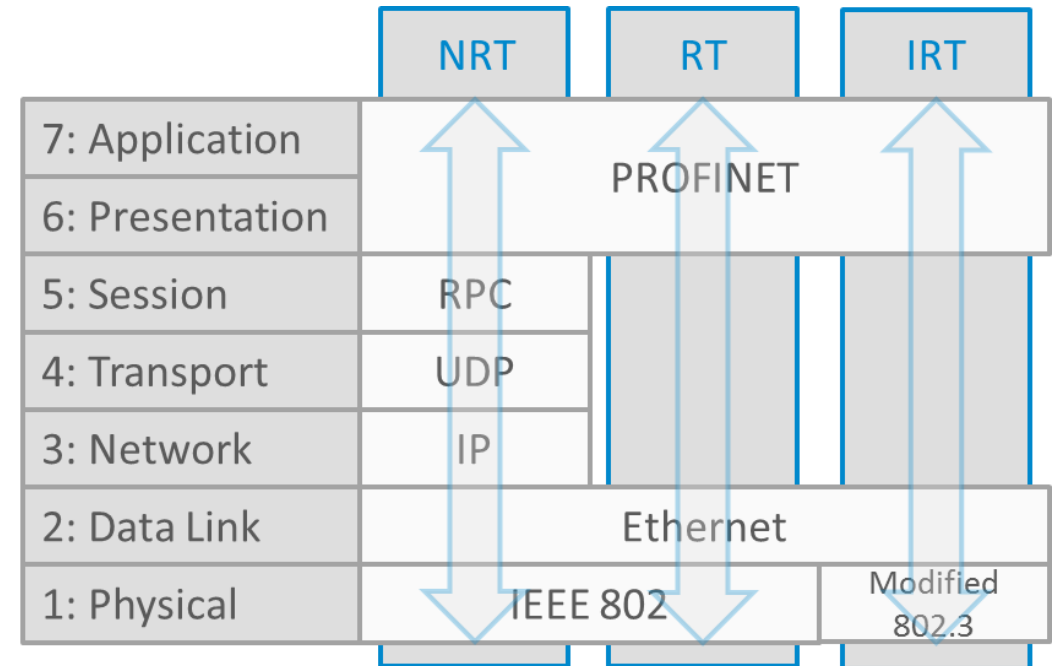 NRT RT IRT
7: Application
PROFINET
6: Presentation
5: Session RPC
4: Transport UDP
3: Network IP
2: Data Link Ethernet
1: Physical IEEE 802 Modified
802.3